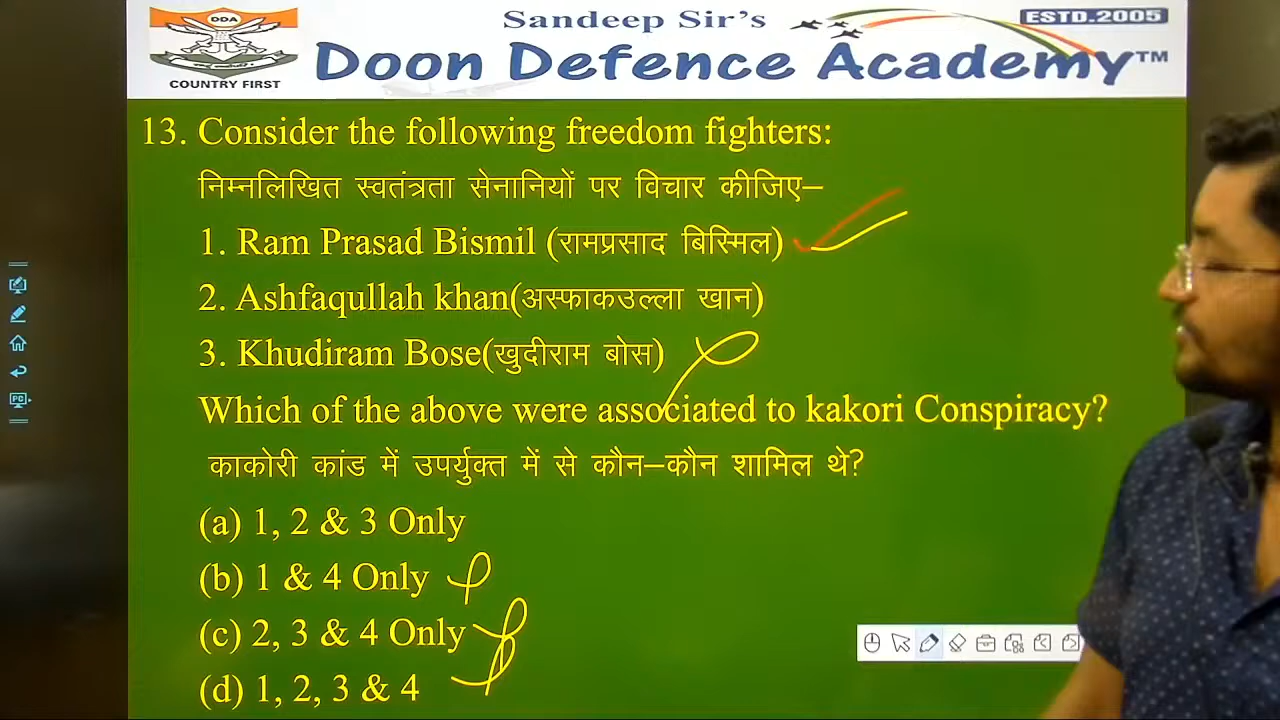 Sandeep Sir's
ESTD.2005
DDA
Doon Defence Academy™
COUNTRY FIRST
13. Consider the following freedom fighters:
निम्नलिखित स्वतंत्रता सेनानियों पर विचार कीजिए–
1. Ram Prasad Bismil (रामप्रसाद बिस्मिल)
2. Ashfaqullah khan(अस्फाकउल्ला खान)
3. Khudiram Bose(खुदीराम बोस)
Which of the above were associated to kakori Conspiracy?
काकोरी कांड में उपर्युक्त में से कौन–कौन शामिल थे?
(a) 1, 2 & 3 Only
(b) 1 & 4 Only
(c) 2, 3 & 4 Only
(d) 1, 2, 3 & 4
PC